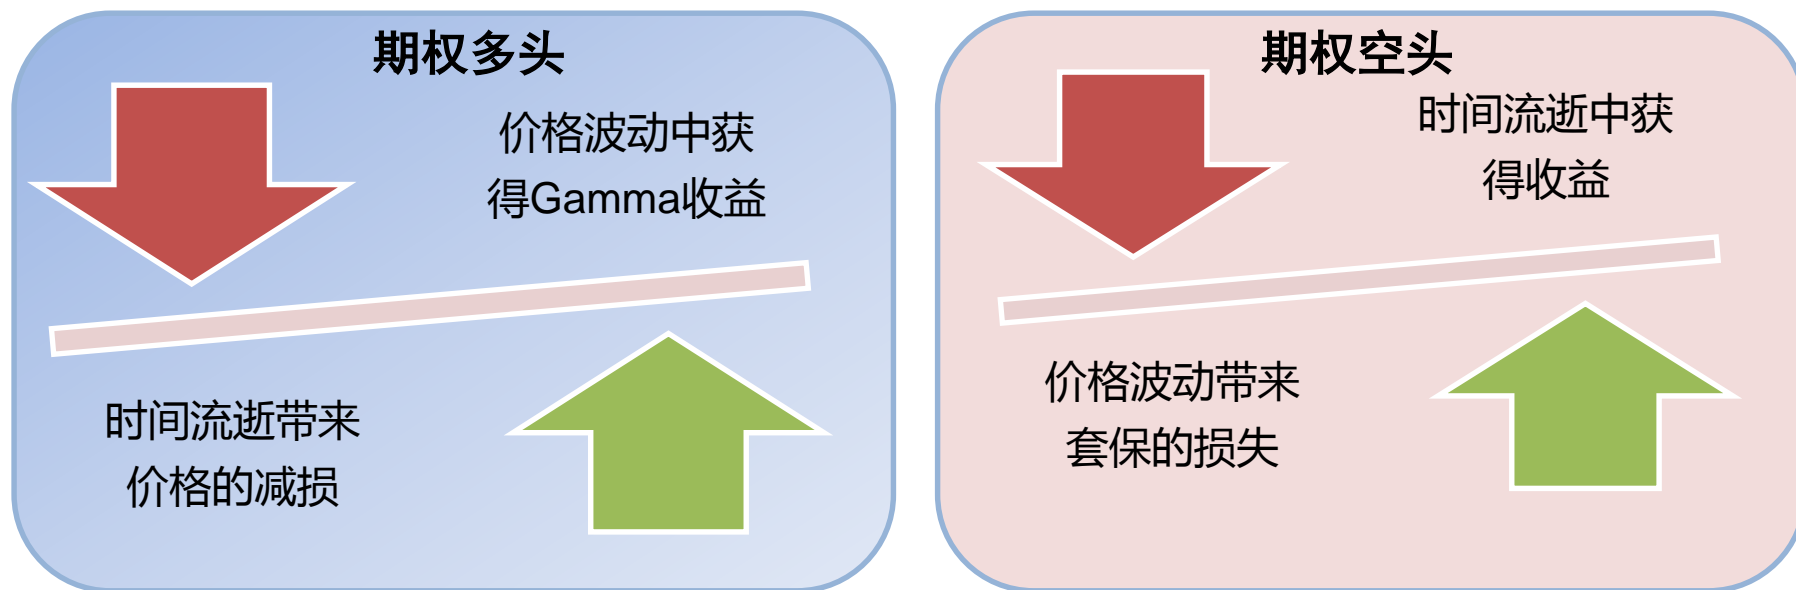 期权多头
价格波动中获
得Gamma收益
时间流逝带来
价格的减损
期权空头
时间流逝中获
得收益
价格波动带来
套保的损失